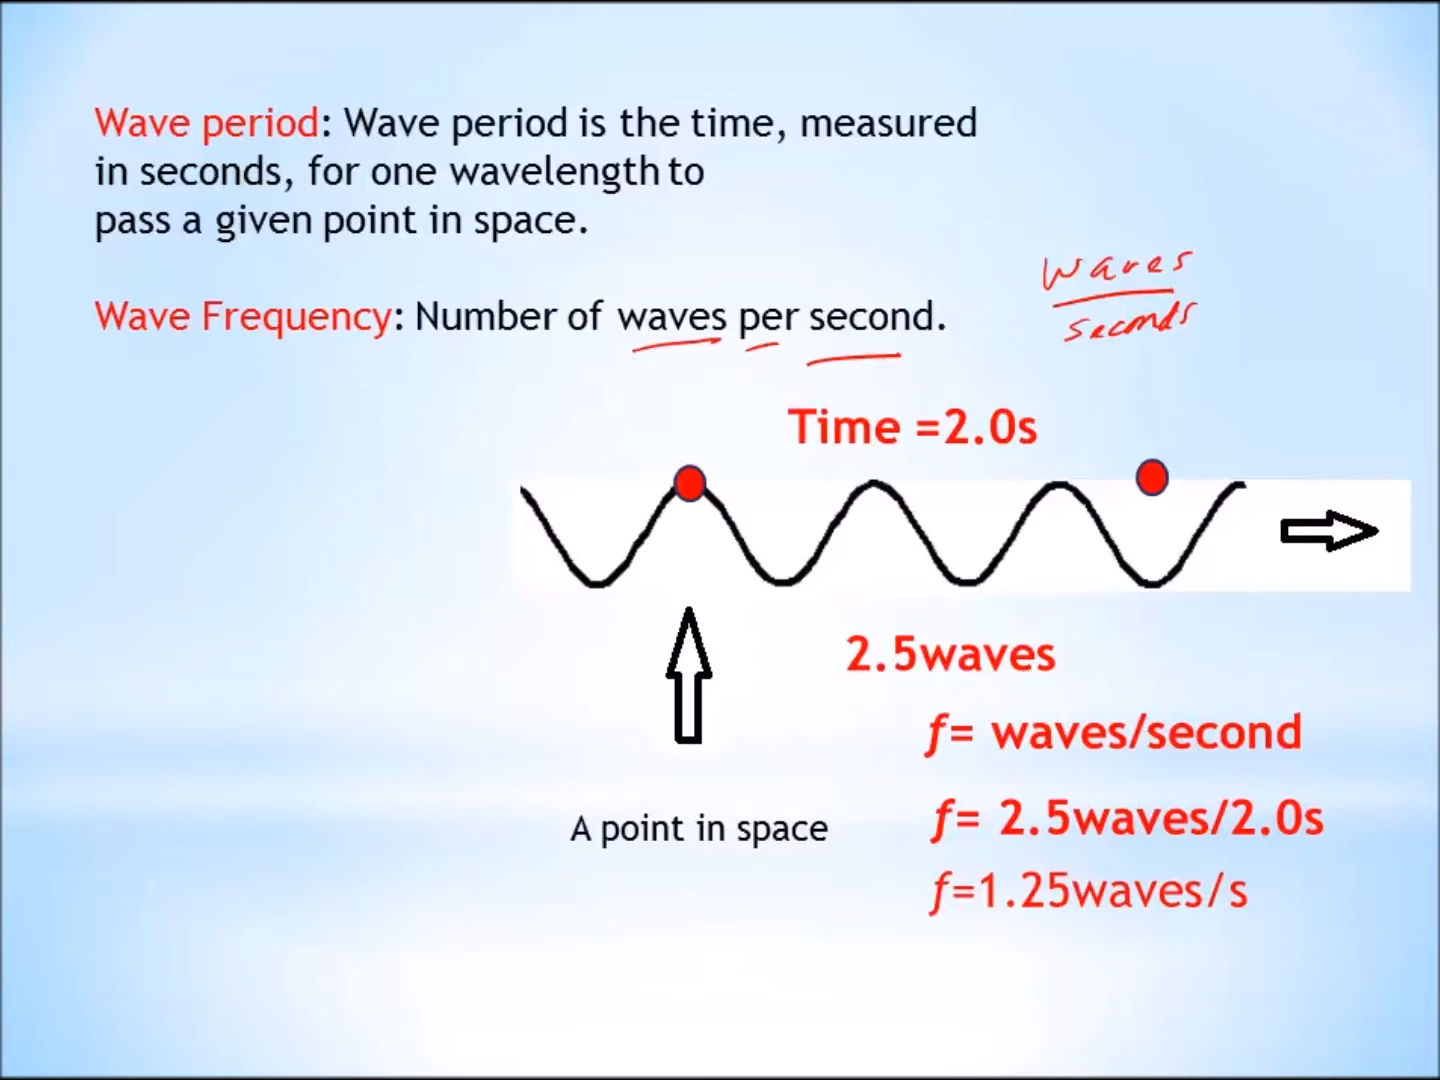 Wave period: Wave period is the time, measured
in seconds, for one wavelength to
pass a given point in space.
Wave Frequency: Number of waves per second.
waves
seconds
Time =2.0s
2.5waves
f= waves/second
f= 2.5waves/2.0s
A point in space
f=1.25waves/s